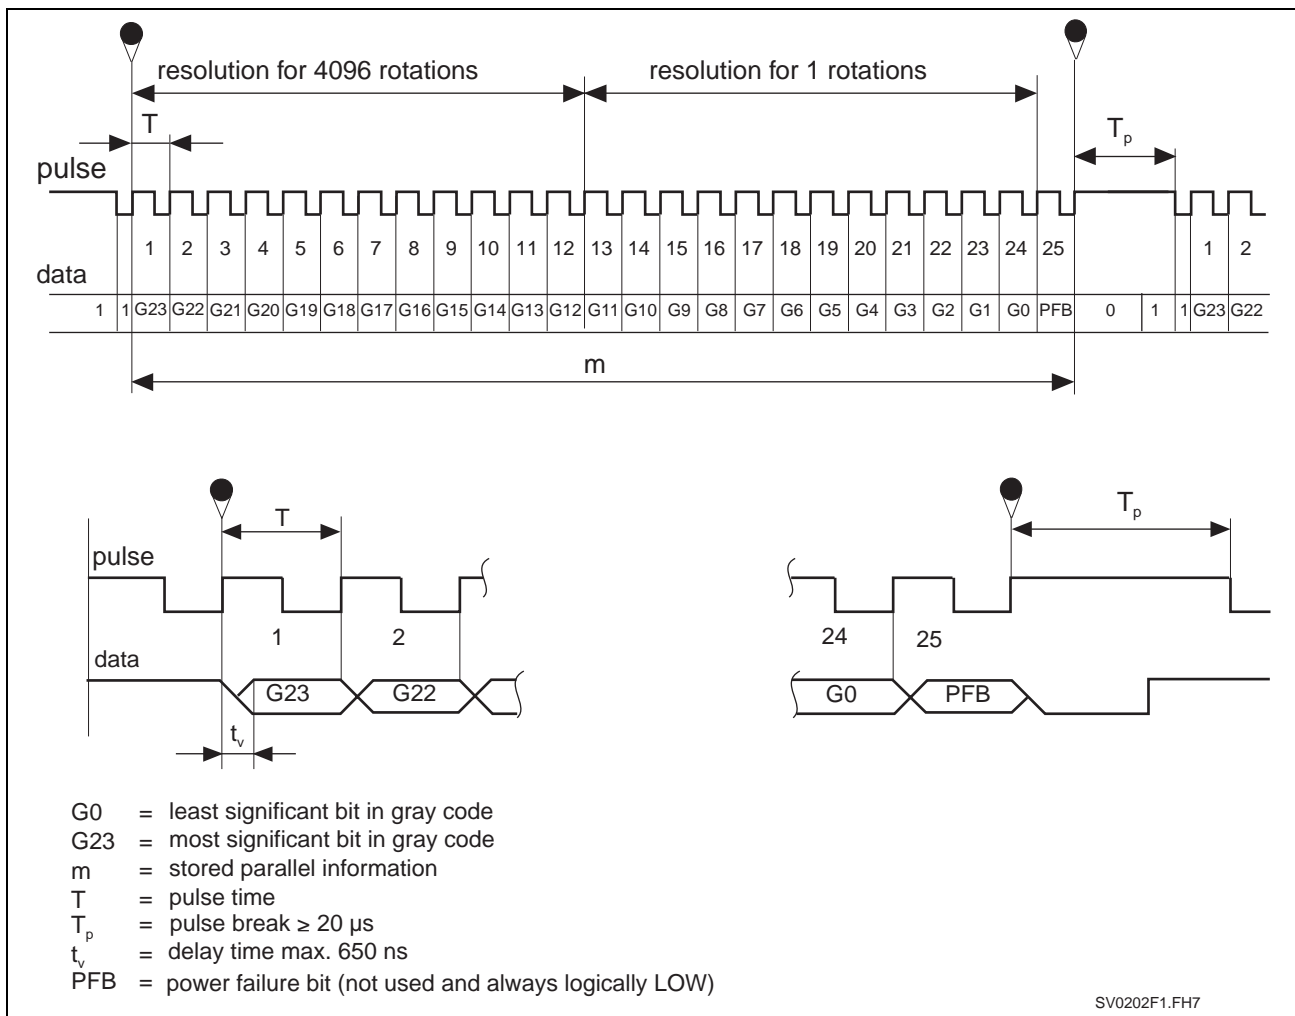 resolution for 4096 rotations resolution for 1 rotations
T Tp
pulse
1 2 3 4 5 6 7 8 9 10 11 12 13 14 15 16 17 18 19 20 21 22 23 24 25 1 2
data
1 1 G23 G22 G21 G20 G19 G18 G17 G16 G15 G14 G13 G12 G11 G10 G9 G8 G7 G6 G5 G4 G3 G2 G1 G0 PFB 0 1 1 G23 G22
m
T Tp
pulse
1 2 24 25
data
G23 G22 G0 PFB
tv
G0 = least significant bit in gray code
G23 = most significant bit in gray code
m = stored parallel information
T = pulse time
Tp = pulse break ≥ 20 µs
tv = delay time max. 650 ns
PFB = power failure bit (not used and always logically LOW)
SV0202F1.FH7